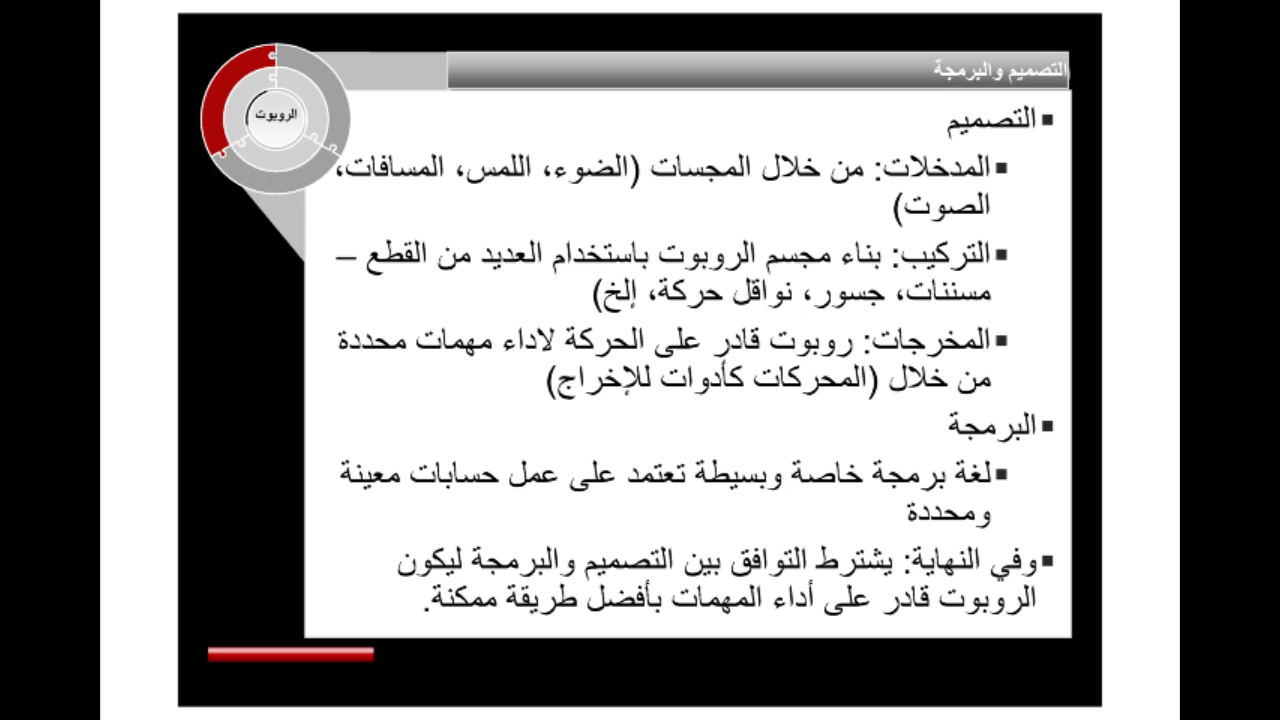 التصميم والبرمجة
الروبوت
▪ التصميم
▪ المدخلات: من خلال المجسات (الضوء، اللمس، المسافات،
الصوت)
▪ التركيب: بناء مجسم الروبوت باستخدام العديد من القطع –
مسننات، جسور، نواقل حركة، إلخ)
▪ المخرجات: روبوت قادر على الحركة لاداء مهمات محددة
من خلال (المحركات كأدوات للإخراج)
▪ البرمجة
▪ لغة برمجة خاصة وبسيطة تعتمد على عمل حسابات معينة
ومحددة
▪ وفي النهاية: يشترط التوافق بين التصميم والبرمجة ليكون
الروبوت قادر على أداء المهمات بأفضل طريقة ممكنة.